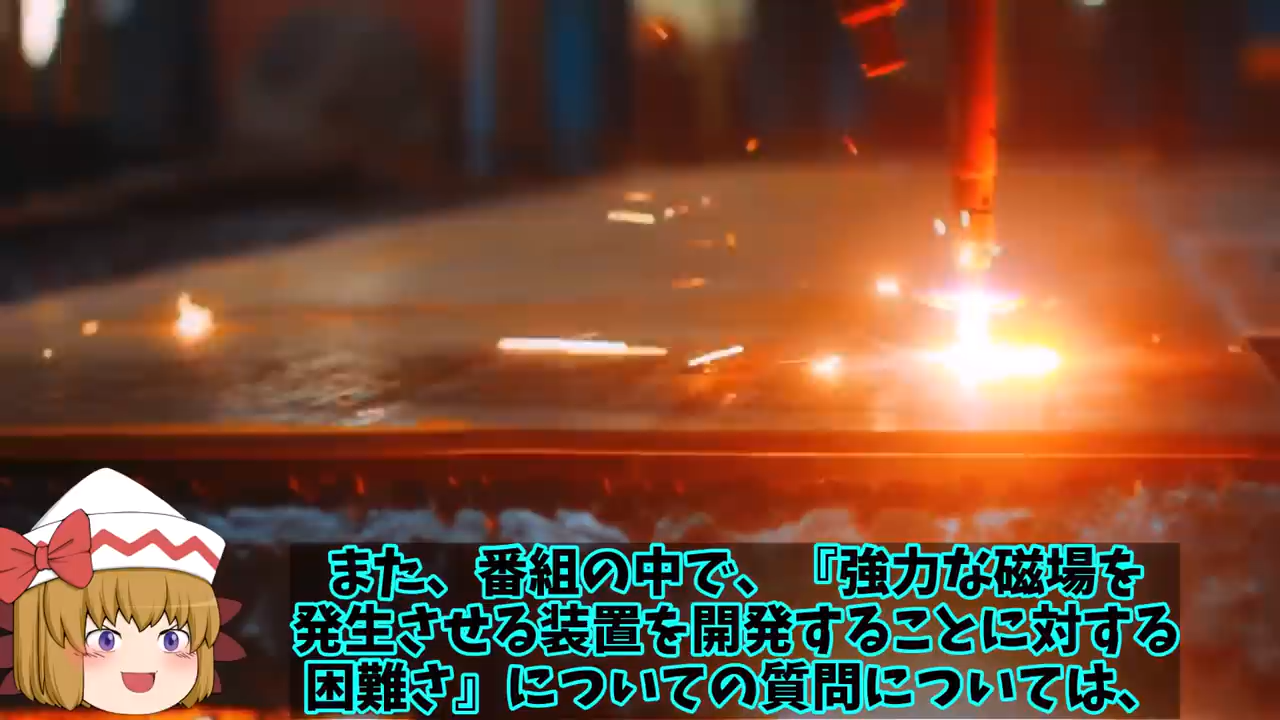 また、番組の中で、『強力な磁場を
発生させる装置を開発することに対する
困難さ』についての質問については、